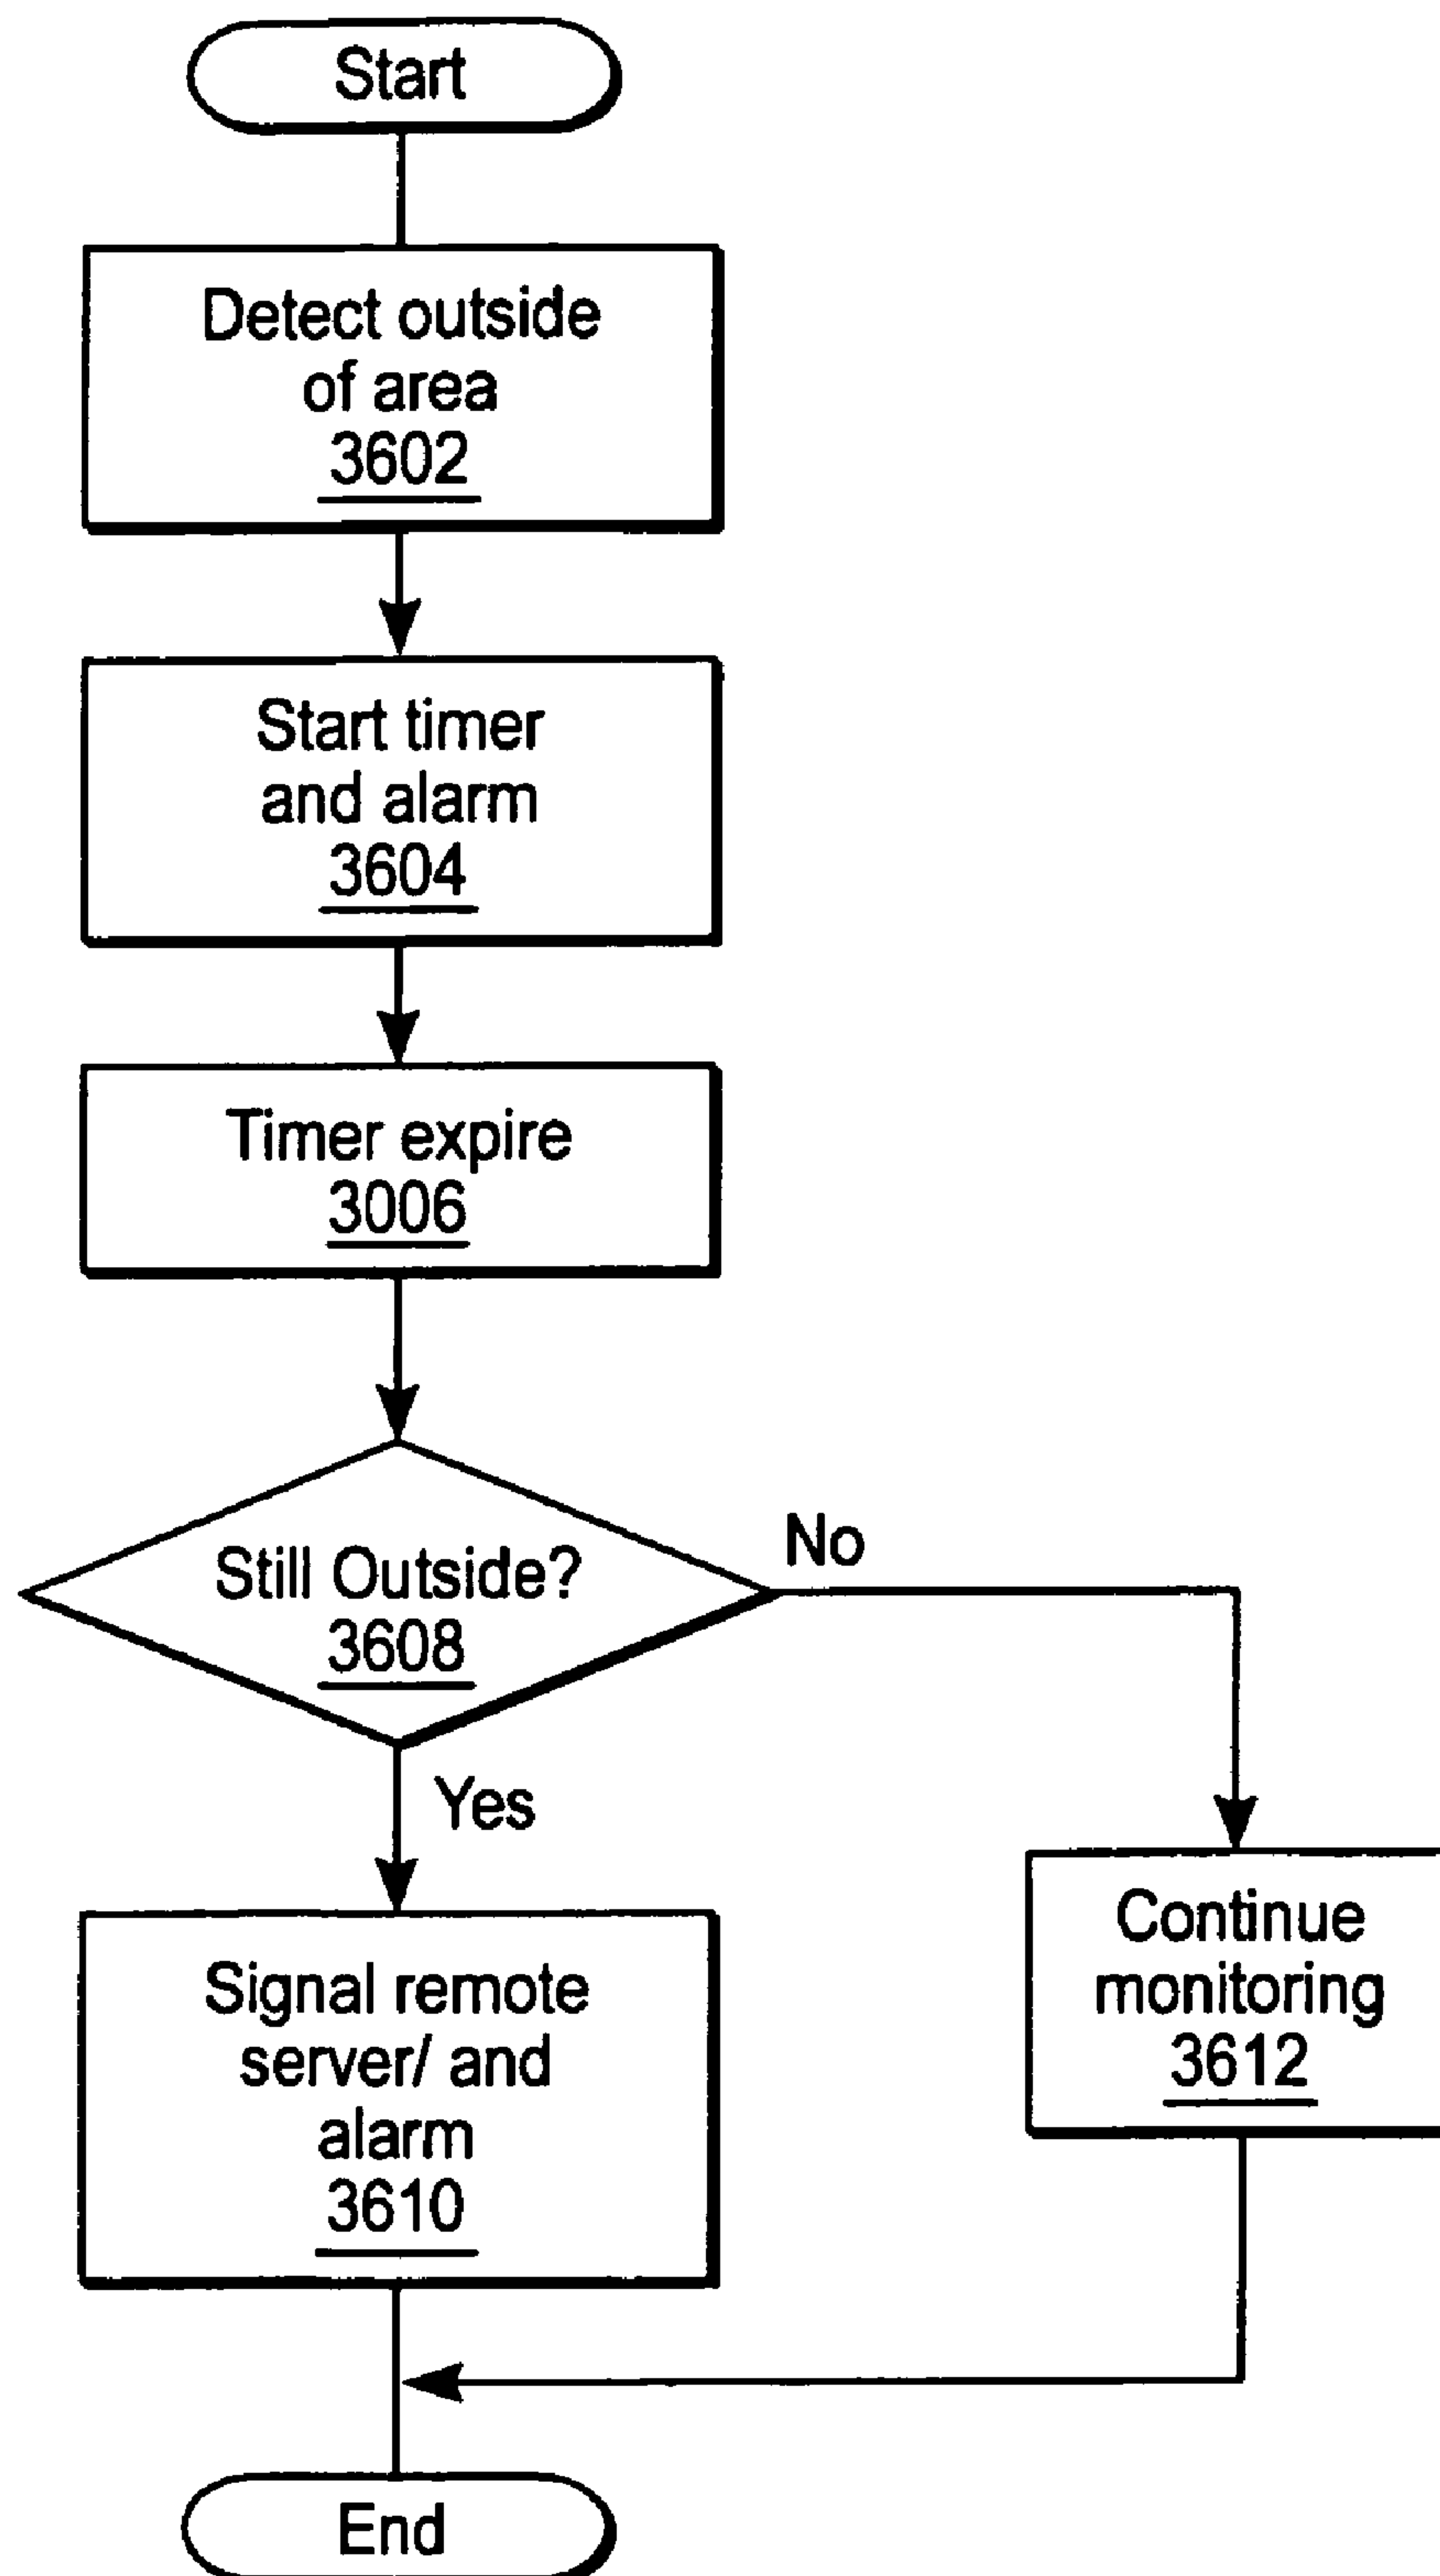 Start
Detect outside
of area
3602
Start timer
and alarm
3604
Timer expire
3006
Still Outside?
3608
No
Yes
Signal remote
server/ and
alarm
3610
Continue
monitoring
3612
End